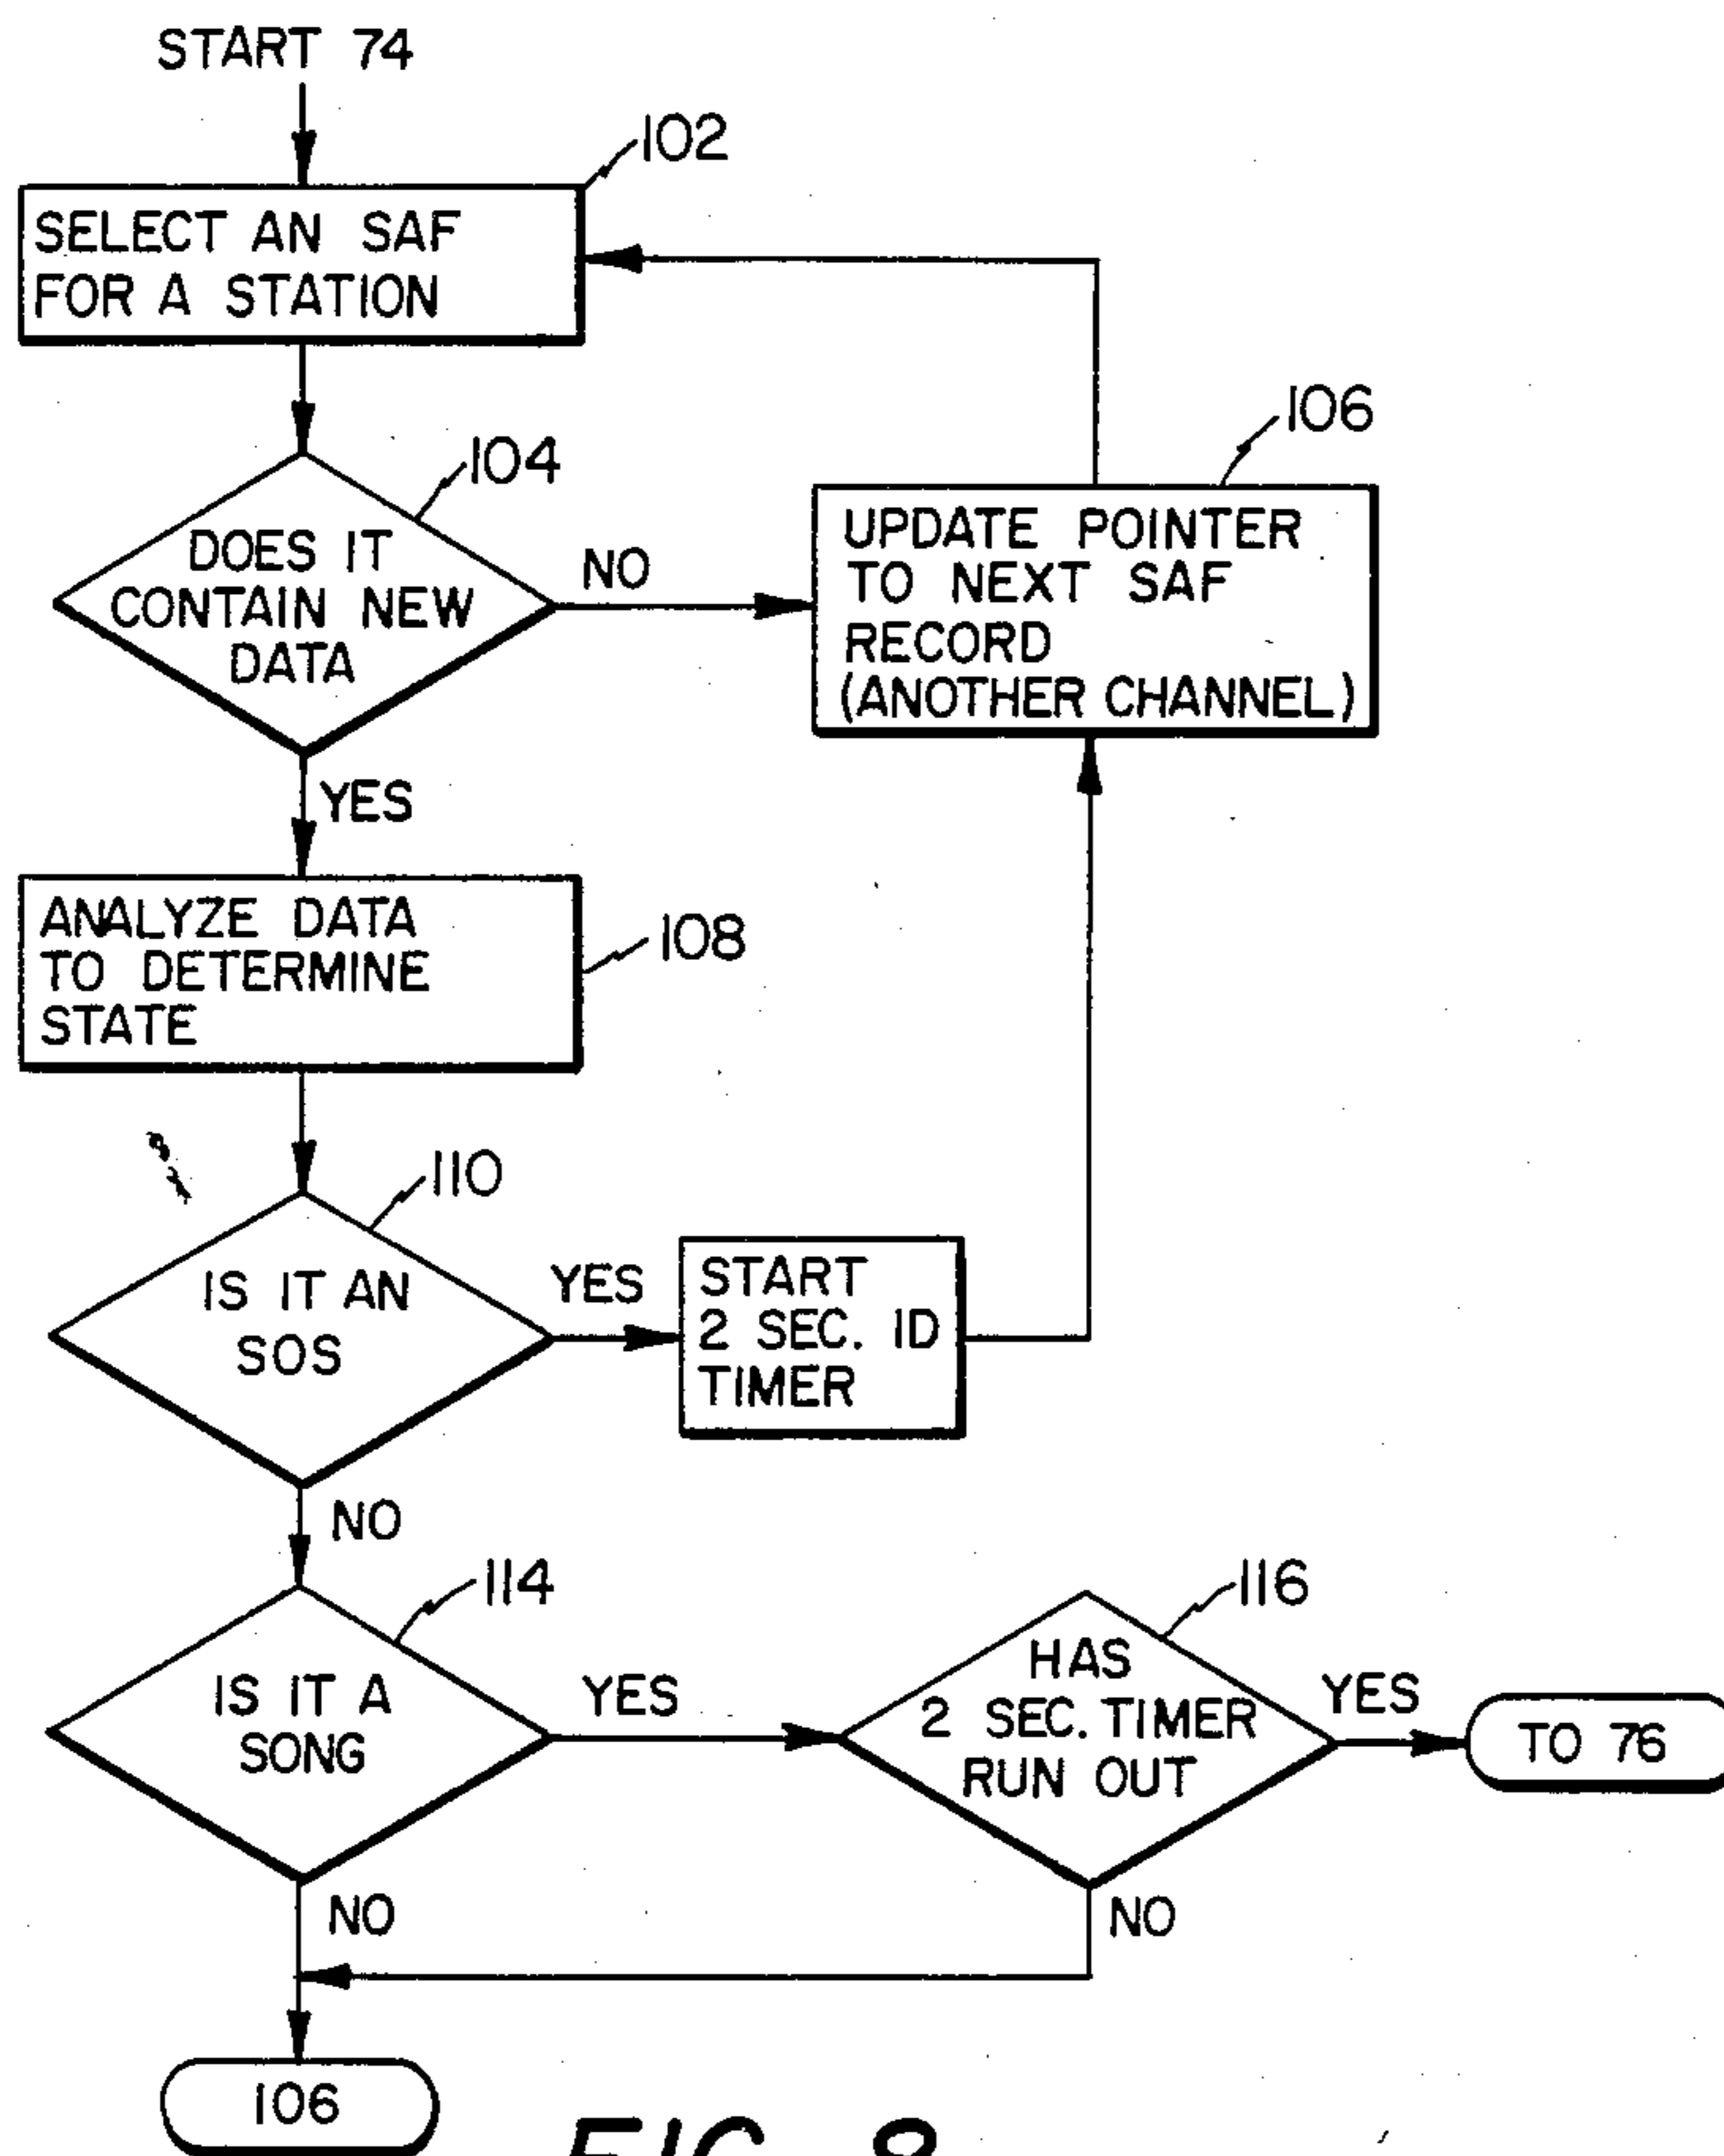 START 74
102
SELECT AN SAF
FOR A STATION
104
DOES IT
CONTAIN NEW
DATA
NO
106
UPDATE POINTER
TO NEXT SAF
RECORD
(ANOTHER CHANNEL)
YES
ANALYZE DATA
TO DETERMINE
STATE
108
110
IS IT AN
SOS
YES
START
2 SEC. ID
TIMER
NO
114
IS IT A
SONG
YES
116
HAS
2 SEC. TIMER
RUN OUT
YES
TO 76
NO
NO
106
FIG. 8